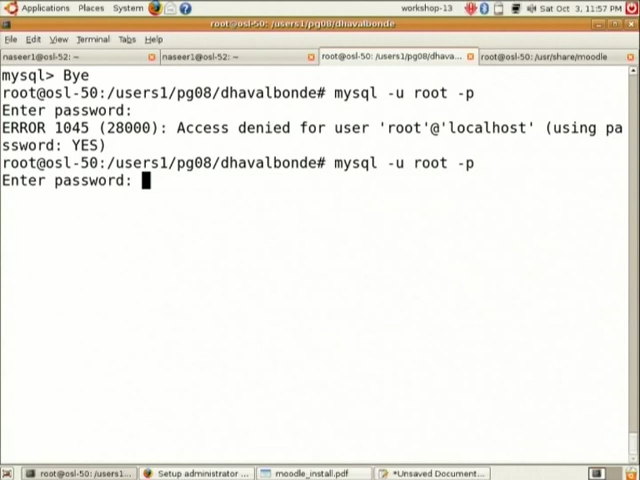 Applications Places System workshop-13 Sat Oct 3, 11:57 PM
root@osl-50: /users1/pg08/dhavalbonde
File Edit View Terminal Tabs Help
naseer1@osl-52: ~ naseer1@osl-52: ~ root@osl-50: /users1/pg08/dhava... root@osl-50: /usr/share/moodle
mysql> Bye
root@osl-50:/users1/pg08/dhavalbonde# mysql -u root -p
Enter password:
ERROR 1045 (28000): Access denied for user 'root'@'localhost' (using pa
ssword: YES)
root@osl-50:/users1/pg08/dhavalbonde# mysql -u root -p
Enter password:
root@osl-50: /users1... Setup administrator ... moodle_install.pdf *Unsaved Document...